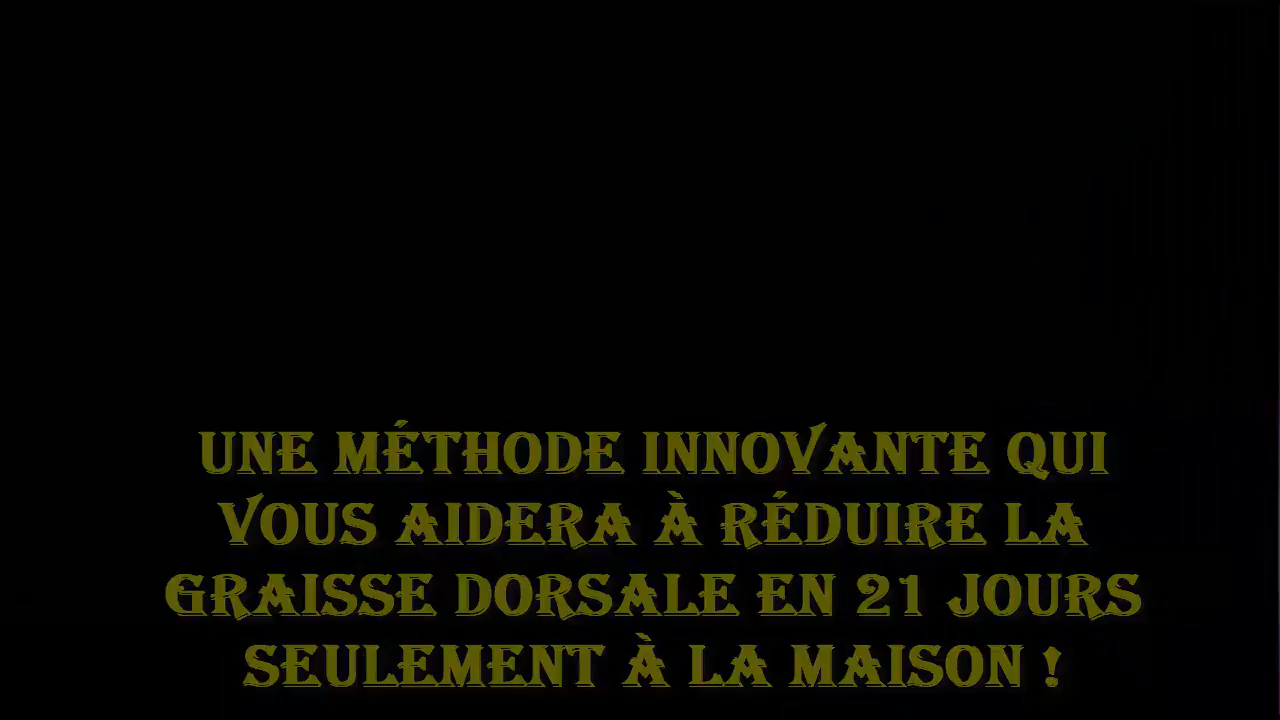 UNE MÉTHODE INNOVANTE QUI
VOUS AIDERA À RÉDUIRE LA
GRAISSE DORSALE EN 21 JOURS
SEULEMENT À LA MAISON !